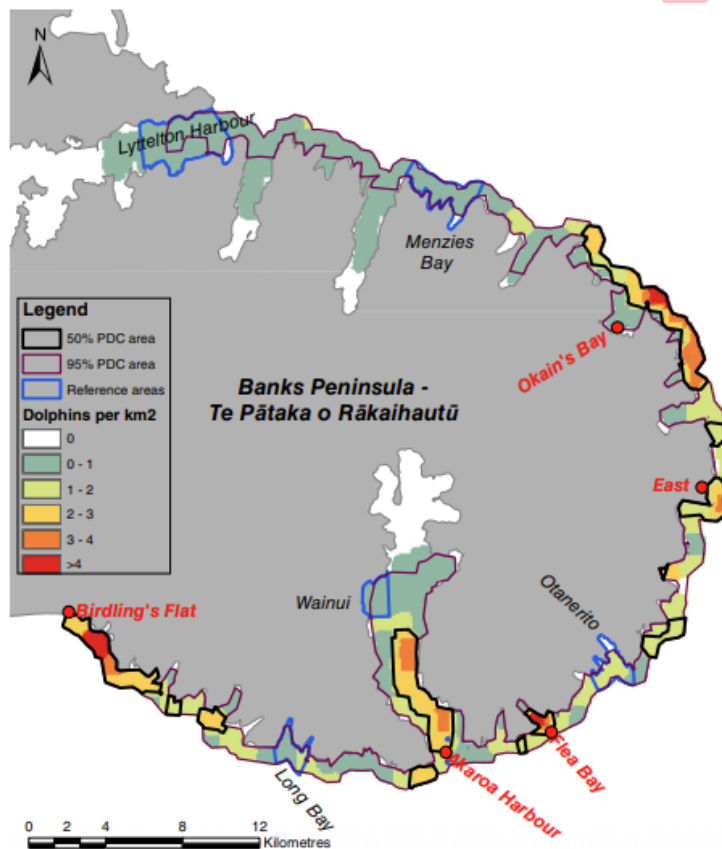 N
Lyttelton Harbour
Menzies
Bay
Legend
50% PDC area
95% PDC area
Reference areas
Dolphins per km2
0
0 - 1
1 - 2
2 - 3
3 - 4
>4
Okain's Bay
Banks Peninsula -
Te Pātaka o Rākaihautū
East
Wainui
Otanerito
Birdling's Flat
Long Bay
Akaroa Harbour
Flea Bay
0 2 4 8 12
Kilometres